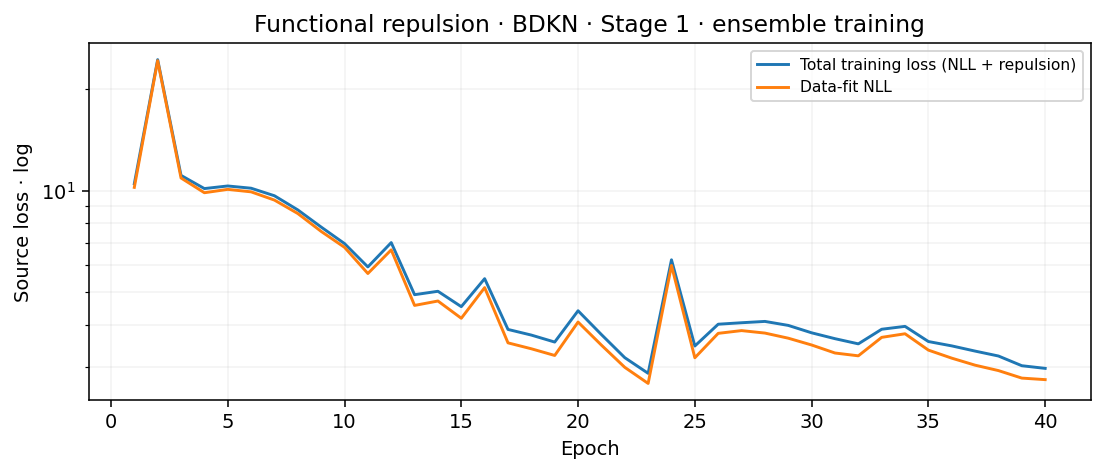 Functional repulsion · BDKN · Stage 1 · ensemble training
Total training loss (NLL + repulsion)
Data-fit NLL
Source loss · log
10¹
0 5 10 15 20 25 30 35 40
Epoch